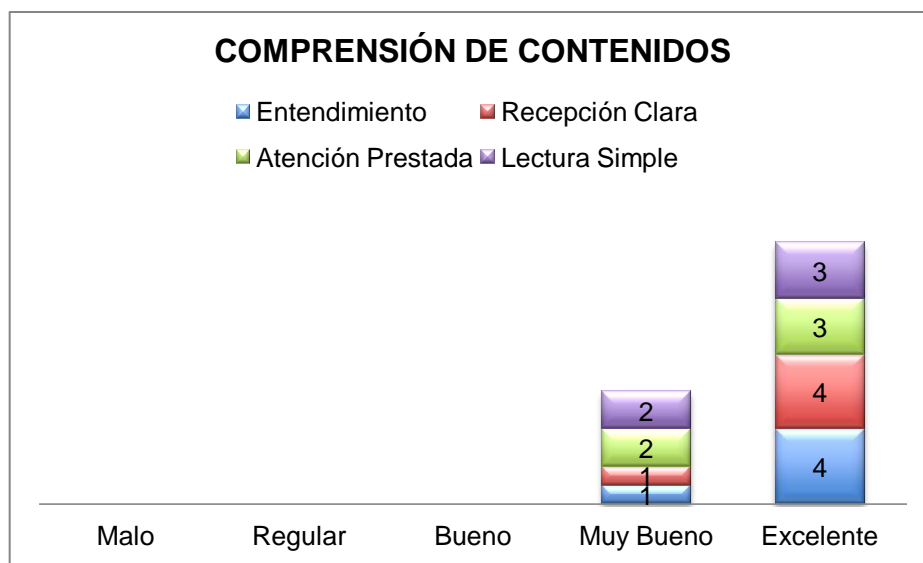 COMPRENSIÓN DE CONTENIDOS
Entendimiento Recepción Clara
Atención Prestada Lectura Simple
3
3
2 4
2
1 4
1
Malo Regular Bueno Muy Bueno Excelente